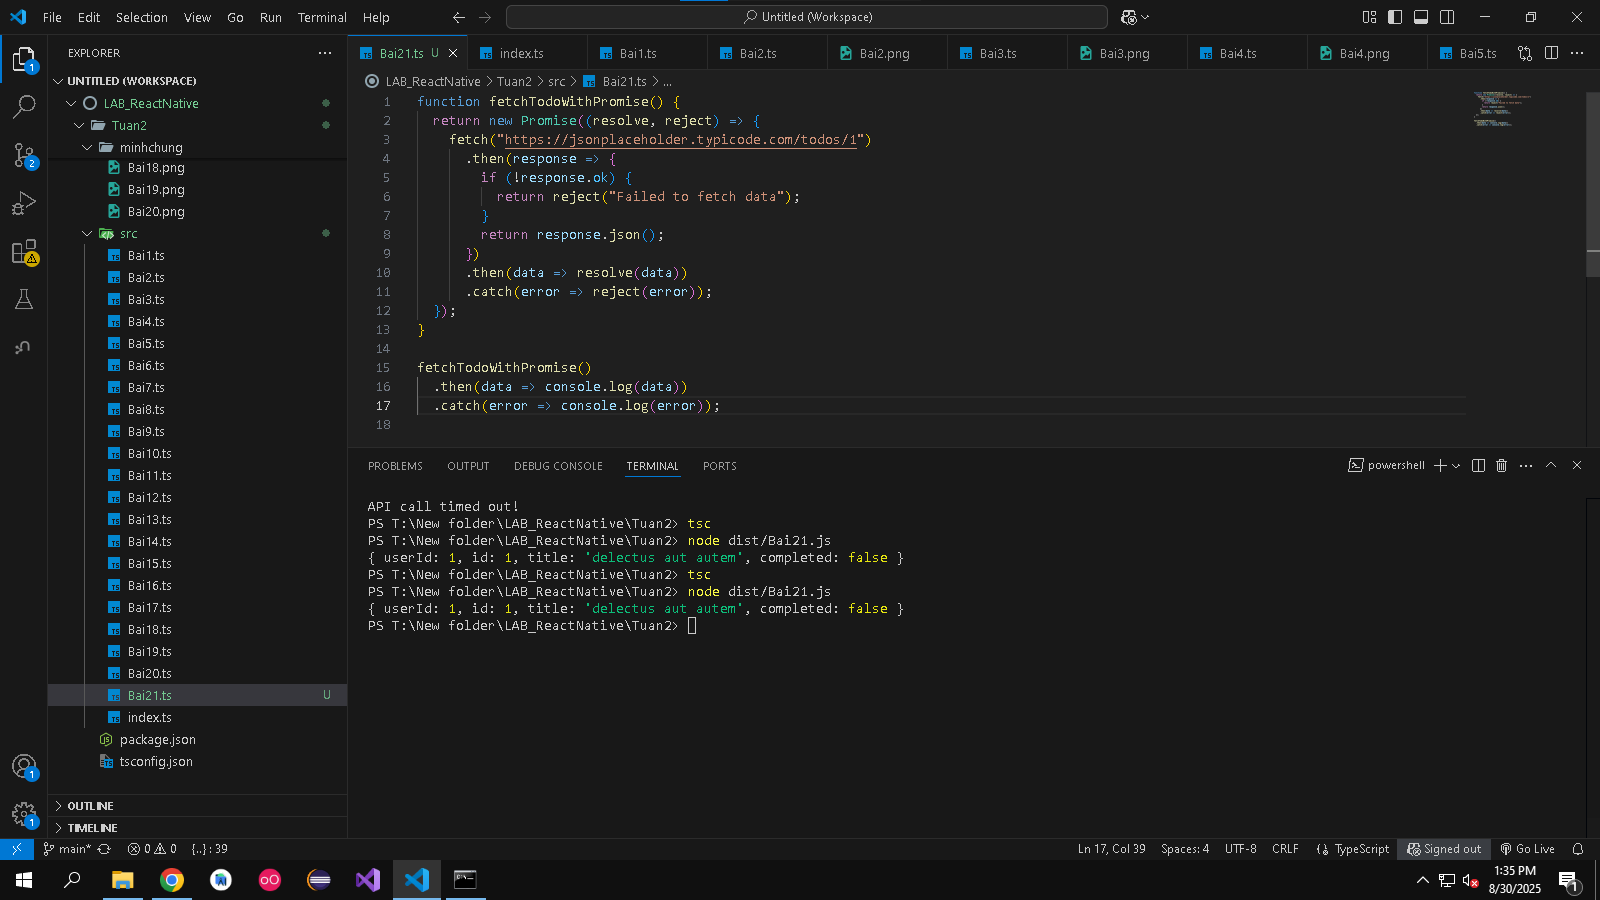 File Edit Selection View Go Run Terminal Help
Untitled (Workspace)
EXPLORER
UNTITLED (WORKSPACE)
LAB_ReactNative
Tuan2
minhchung
Bai18.png
Bai19.png
Bai20.png
src
Bai1.ts
Bai2.ts
Bai3.ts
Bai4.ts
Bai5.ts
Bai6.ts
Bai7.ts
Bai8.ts
Bai9.ts
Bai10.ts
Bai11.ts
Bai12.ts
Bai13.ts
Bai14.ts
Bai15.ts
Bai16.ts
Bai17.ts
Bai18.ts
Bai19.ts
Bai20.ts
Bai21.ts U
index.ts
package.json
tsconfig.json
OUTLINE
TIMELINE
Bai21.ts U index.ts Bai1.ts Bai2.ts Bai2.png Bai3.ts Bai3.png Bai4.ts Bai4.png Bai5.ts
LAB_ReactNative > Tuan2 > src > Bai21.ts > ...
1 function fetchTodoWithPromise() {
2 return new Promise((resolve, reject) => {
3 fetch("https://jsonplaceholder.typicode.com/todos/1")
4 .then(response => {
5 if (!response.ok) {
6 return reject("Failed to fetch data");
7 }
8 return response.json();
9 })
10 .then(data => resolve(data))
11 .catch(error => reject(error));
12 });
13 }
14
15 fetchTodoWithPromise()
16 .then(data => console.log(data))
17 .catch(error => console.log(error));
18
PROBLEMS OUTPUT DEBUG CONSOLE TERMINAL PORTS
powershell
API call timed out!
PS T:\New folder\LAB_ReactNative\Tuan2> tsc
PS T:\New folder\LAB_ReactNative\Tuan2> node dist/Bai21.js
{ userId: 1, id: 1, title: 'delectus aut autem', completed: false }
PS T:\New folder\LAB_ReactNative\Tuan2> tsc
PS T:\New folder\LAB_ReactNative\Tuan2> node dist/Bai21.js
{ userId: 1, id: 1, title: 'delectus aut autem', completed: false }
PS T:\New folder\LAB_ReactNative\Tuan2>
main* 0 0 {..} : 39
Ln 17, Col 39 Spaces: 4 UTF-8 CRLF TypeScript Signed out Go Live
1:35 PM
8/30/2025